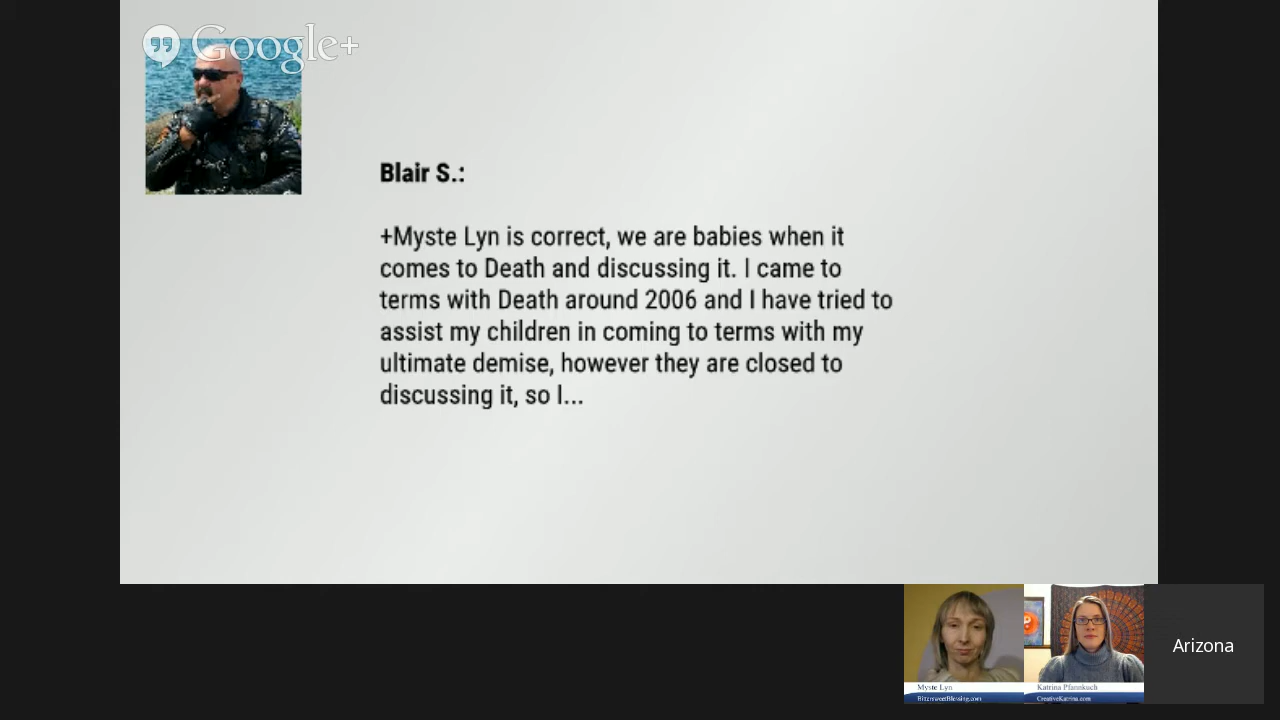 Google+
Blair S.:
+Myste Lyn is correct, we are babies when it
comes to Death and discussing it. I came to
terms with Death around 2006 and I have tried to
assist my children in coming to terms with my
ultimate demise, however they are closed to
discussing it, so I...
Myste Lyn
BittersweetBlessing.com
Katrina Pfannkuch
CreativeKatrina.com
Arizona